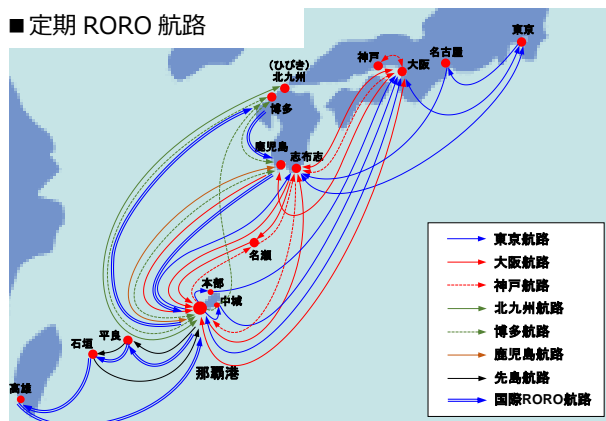 ■定期 RORO 航路
東京
名古屋
神戸
大阪
(ひびき)
北九州
博多
鹿児島
志布志
名瀬
本部
中城
平良
石垣
那覇港
高雄
東京航路
大阪航路
神戸航路
北九州航路
博多航路
鹿児島航路
先島航路
国際RORO航路